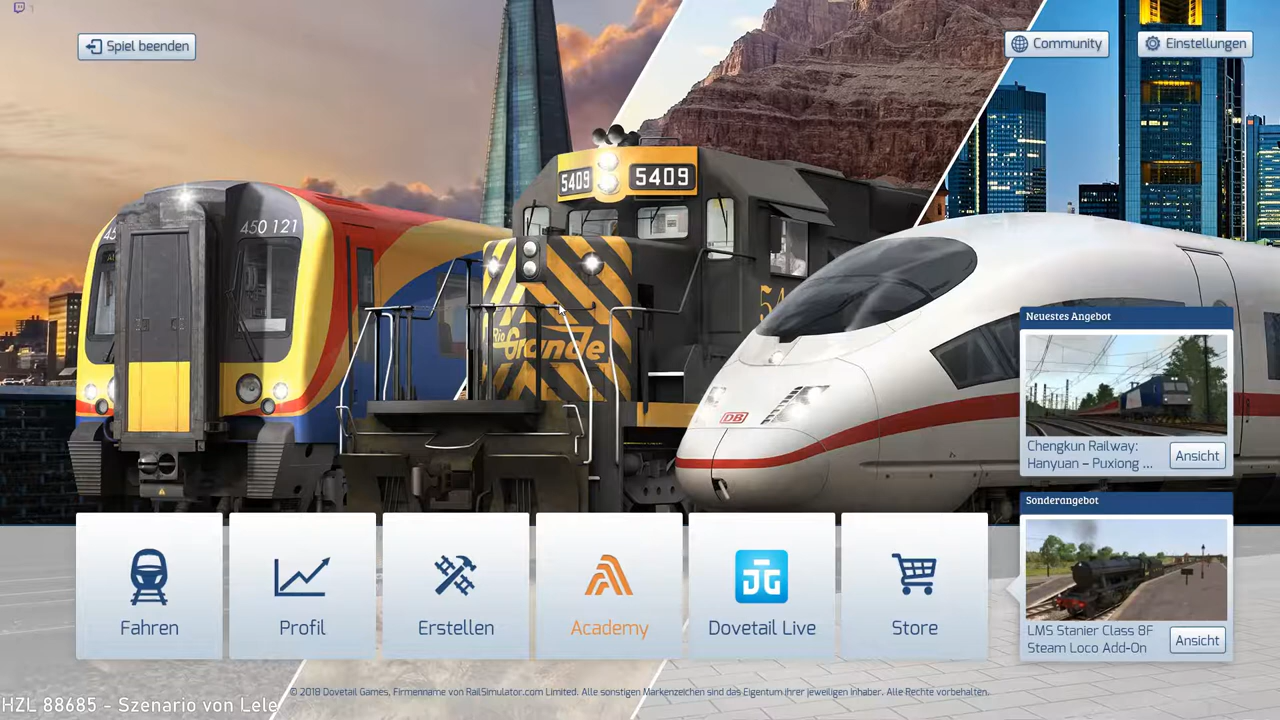 1
Spiel beenden
Community
Einstellungen
5409
5409
450 121
45
Rio Grande
54
DB
Neuestes Angebot
Chengkun Railway:
Hanyuan – Puxiong ...
Ansicht
Sonderangebot
LMS Stanier Class 8F
Steam Loco Add-On
Ansicht
Fahren
Profil
Erstellen
Academy
Dovetail Live
Store
© 2018 Dovetail Games, Firmenname von RailSimulator.com Limited. Alle sonstigen Markenzeichen sind das Eigentum ihrer jeweiligen Inhaber. Alle Rechte vorbehalten.
HZL 88685 - Szenario von Lele